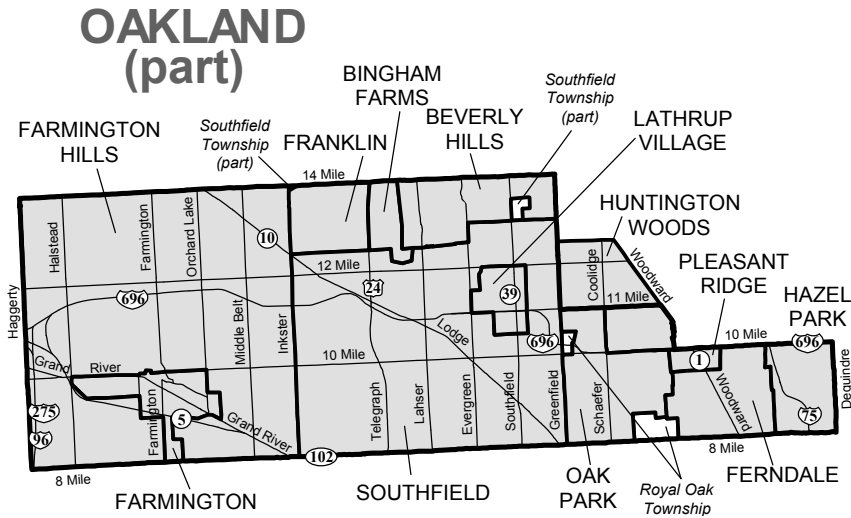 OAKLAND
(part)
BINGHAM
FARMS
Southfield
Township
(part)
FARMINGTON
HILLS
Southfield
Township
(part)
FRANKLIN
BEVERLY
HILLS
LATHRUP
VILLAGE
14 Mile
HUNTINGTON
WOODS
PLEASANT
RIDGE
HAZEL
PARK
Halstead
Farmington
Orchard Lake
10
12 Mile
24
39
Coolidge
Woodward
11 Mile
Haggerty
696
Middle Belt
Inkster
Lodge
696
10 Mile
696
1
Grand
River
10 Mile
Telegraph
Lahser
Evergreen
Southfield
Greenfield
Schaefer
Woodward
Dequindre
275
96
Farmington
5
Grand River
75
8 Mile
102
8 Mile
FARMINGTON
SOUTHFIELD
OAK
PARK
Royal Oak
Township
FERNDALE